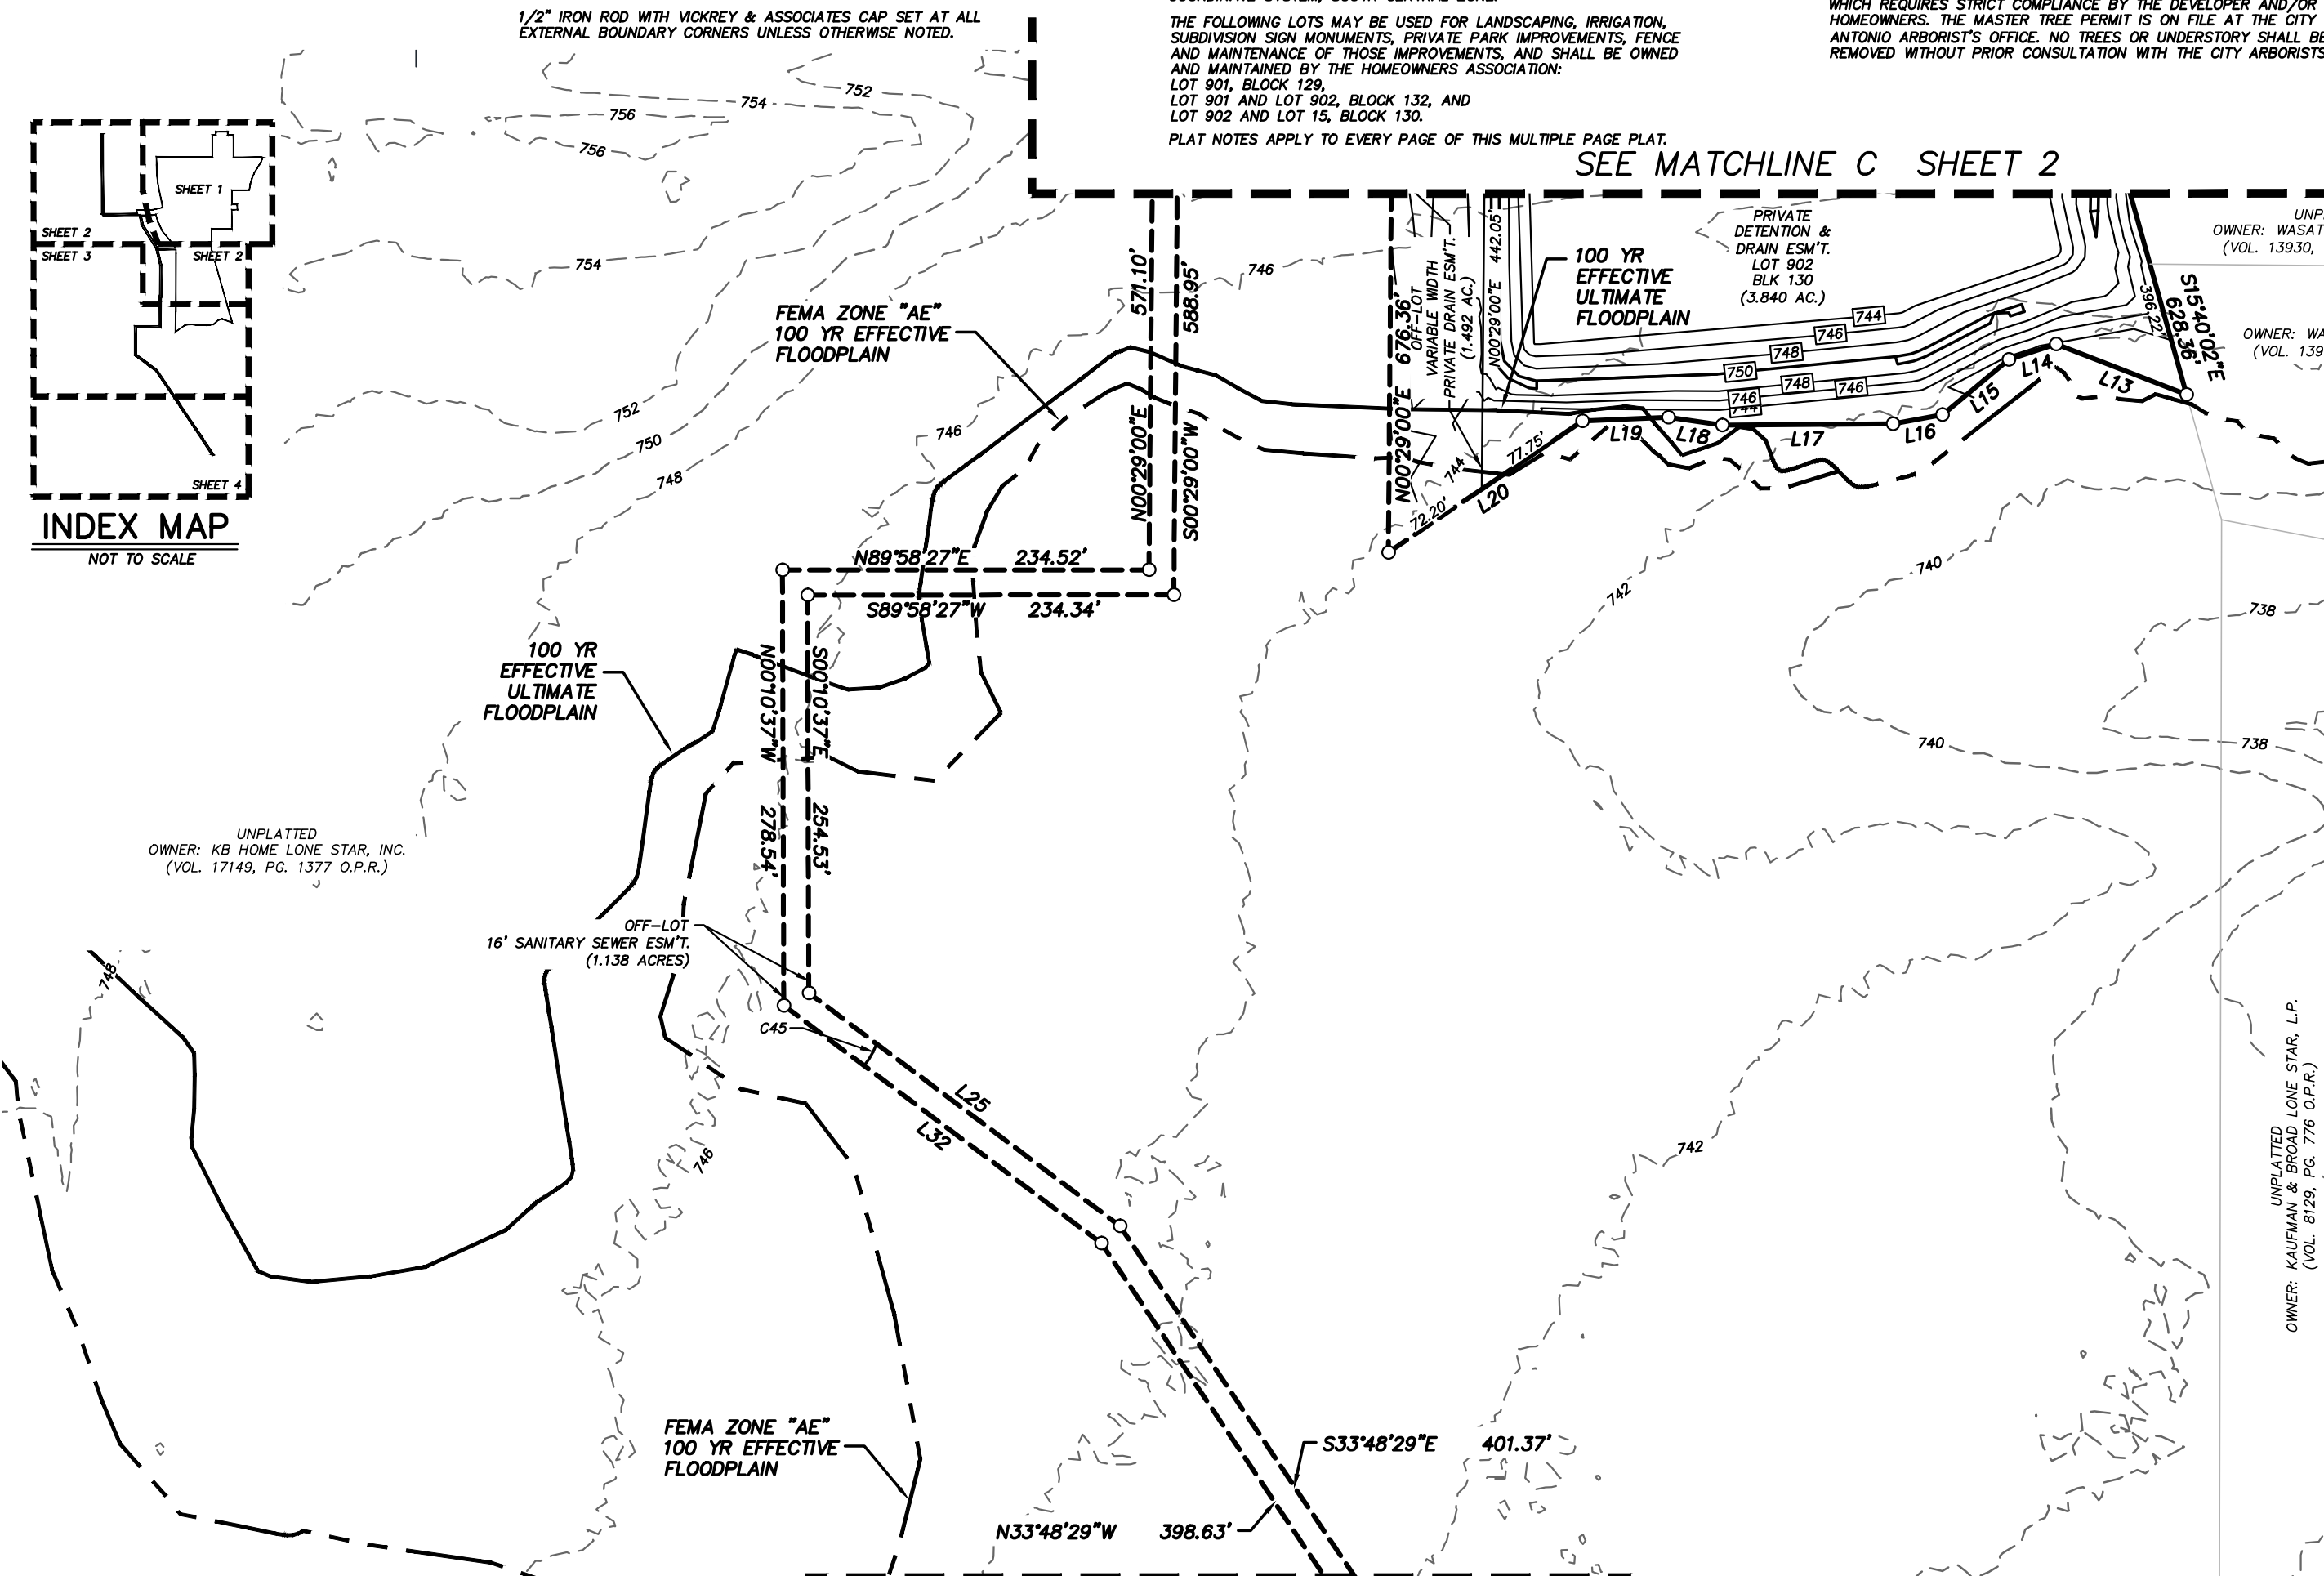 1/2" IRON ROD WITH VICKREY & ASSOCIATES CAP SET AT ALL
EXTERNAL BOUNDARY CORNERS UNLESS OTHERWISE NOTED.
THE FOLLOWING LOTS MAY BE USED FOR LANDSCAPING, IRRIGATION,
SUBDIVISION SIGN MONUMENTS, PRIVATE PARK IMPROVEMENTS, FENCE
AND MAINTENANCE OF THOSE IMPROVEMENTS, AND SHALL BE OWNED
AND MAINTAINED BY THE HOMEOWNERS ASSOCIATION:
LOT 901, BLOCK 129,
LOT 901 AND LOT 902, BLOCK 132, AND
LOT 902 AND LOT 15, BLOCK 130.
PLAT NOTES APPLY TO EVERY PAGE OF THIS MULTIPLE PAGE PLAT.
WHICH REQUIRES STRICT COMPLIANCE BY THE DEVELOPER AND/OR
HOMEOWNERS. THE MASTER TREE PERMIT IS ON FILE AT THE CITY
ANTONIO ARBORIST'S OFFICE. NO TREES OR UNDERSTORY SHALL BE
REMOVED WITHOUT PRIOR CONSULTATION WITH THE CITY ARBORISTS
SEE MATCHLINE C SHEET 2
SHEET 1
SHEET 2
SHEET 3
SHEET 2
SHEET 4
INDEX MAP
NOT TO SCALE
752
754
756
756
754
752
750
748
746
746
FEMA ZONE "AE"
100 YR EFFECTIVE
FLOODPLAIN
571.10'
N00°29'00"E
588.95'
S00°29'00"W
N00°29'00"E 676.36'
OFF-LOT
VARIABLE WIDTH
PRIVATE DRAIN ESM'T.
(1.492 AC.)
N00°29'00"E 442.05'
100 YR
EFFECTIVE
ULTIMATE
FLOODPLAIN
PRIVATE
DETENTION &
DRAIN ESM'T.
LOT 902
BLK 130
(3.840 AC.)
744
746
748
750
748
746
746
744
OWNER: WASAT
(VOL. 13930,
396.22'
S15°40'02"E
628.36'
L13
L14
L15
L16
L17
L18
L19
77.75'
L20
72.20'
744
N89°58'27"E 234.52'
S89°58'27"W 234.34'
N00°10'37"W 278.54'
S00°10'37"E 254.53'
100 YR
EFFECTIVE
ULTIMATE
FLOODPLAIN
742
740
738
738
740
UNPLATTED
OWNER: KB HOME LONE STAR, INC.
(VOL. 17149, PG. 1377 O.P.R.)
OFF-LOT
16' SANITARY SEWER ESM'T.
(1.138 ACRES)
748
C45
L25
L32
746
742
UNPLATTED
OWNER: KAUFMAN & BROAD LONE STAR, L.P.
(VOL. 8129, PG. 776 O.P.R.)
FEMA ZONE "AE"
100 YR EFFECTIVE
FLOODPLAIN
S33°48'29"E 401.37'
N33°48'29"W 398.63'